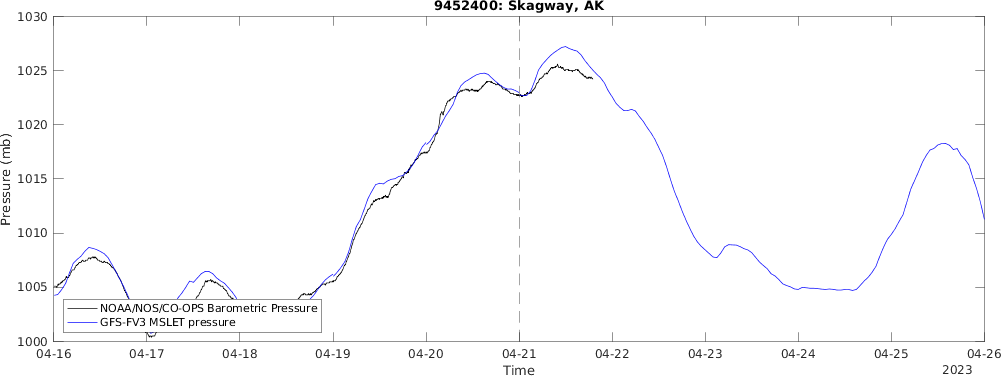 9452400: Skagway, AK
1030
1025
1020
1015
1010
1005
1000
Pressure (mb)
NOAA/NOS/CO-OPS Barometric Pressure
GFS-FV3 MSLET pressure
04-16 04-17 04-18 04-19 04-20 04-21 04-22 04-23 04-24 04-25 04-26
Time
2023